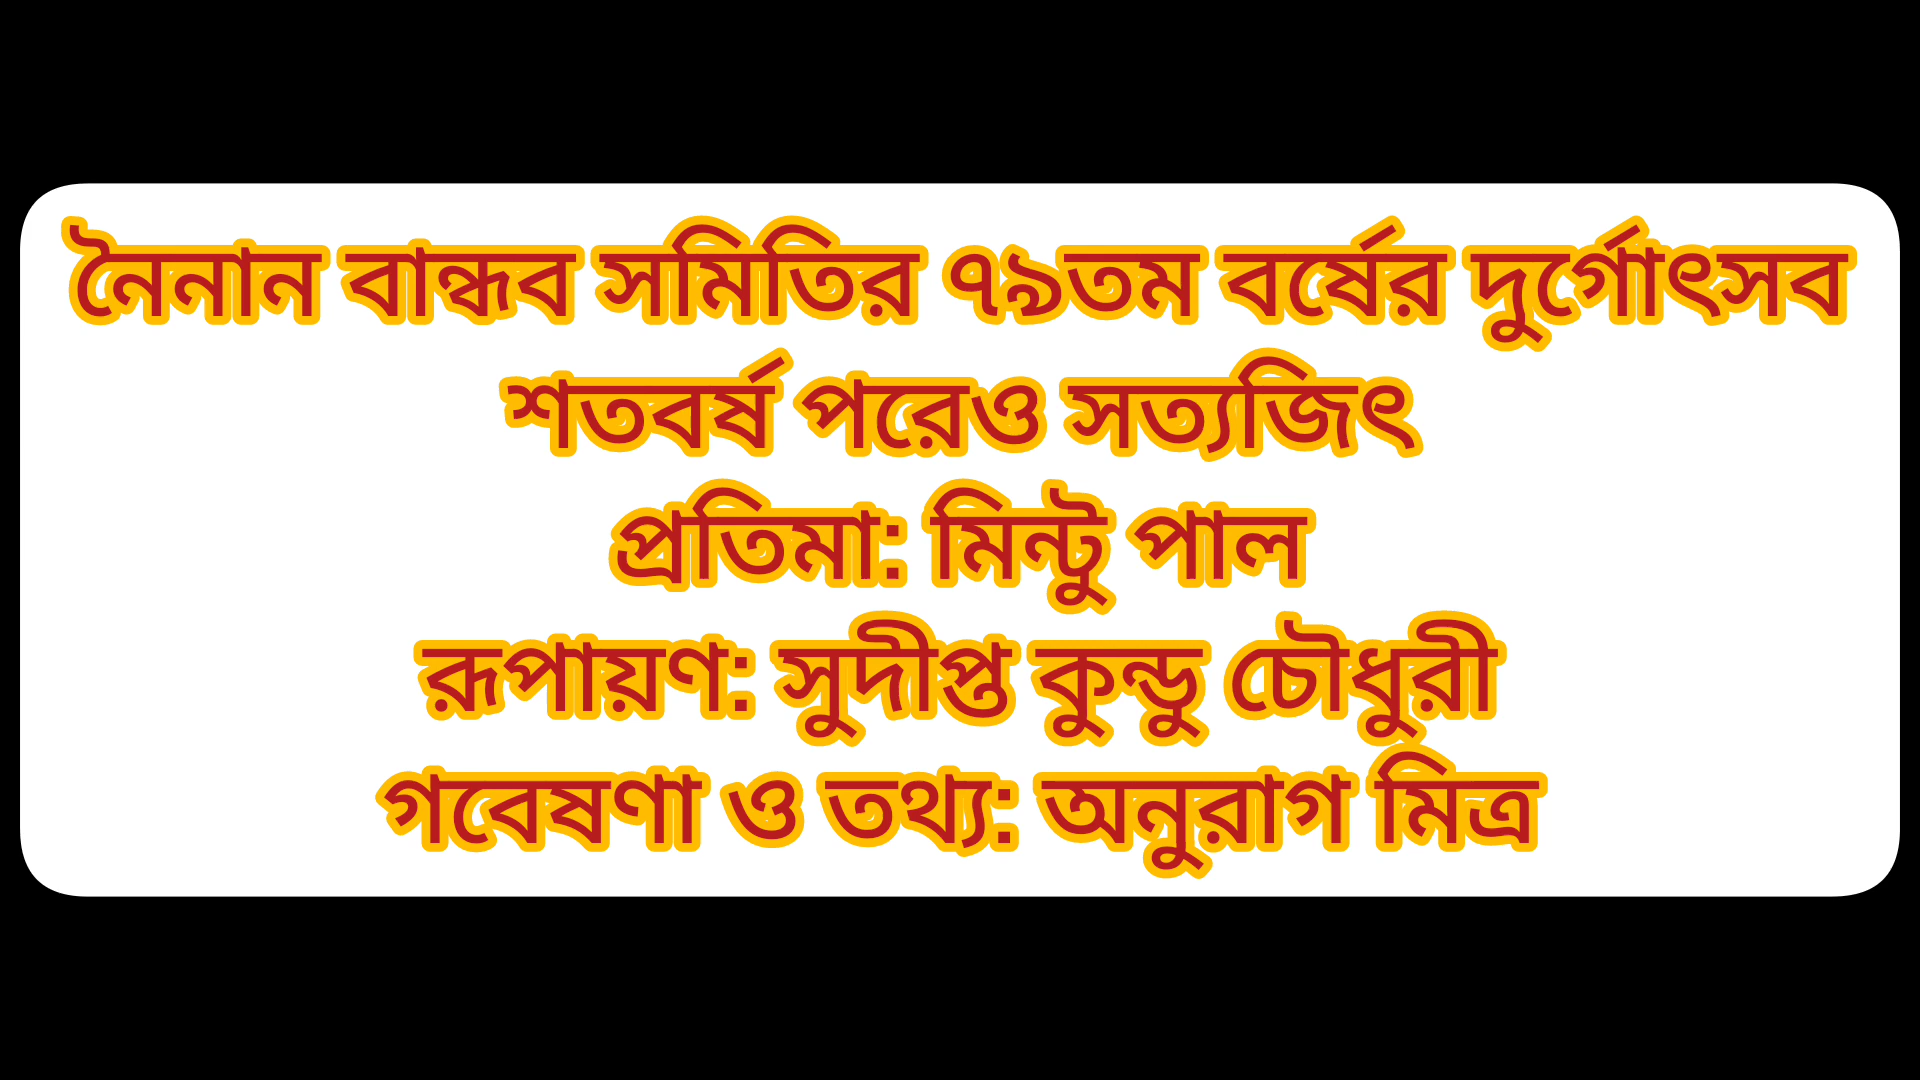 নৈনান বান্ধব সমিতির ৭৯তম বর্ষের দুর্গোৎসব
শতবর্ষ পরেও সত্যজিৎ
প্রতিমা: মিন্টু পাল
রূপায়ণ: সুদীপ্ত কুন্ডু চৌধুরী
গবেষণা ও তথ্য: অনুরাগ মিত্র